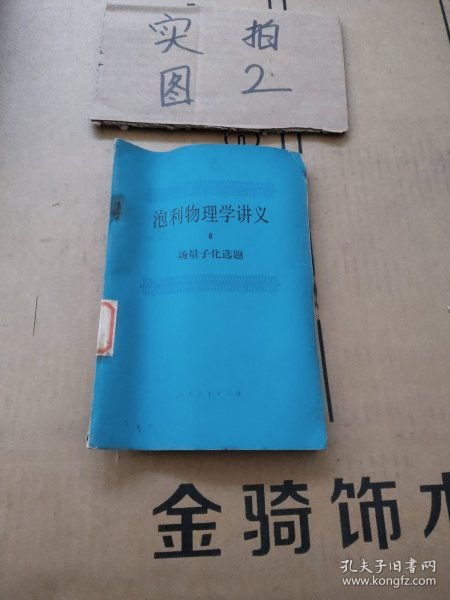 实拍
图2
泡利物理学讲义
6
场量子化选题
金骑饰木
孔夫子旧书网
www.kongfz.com